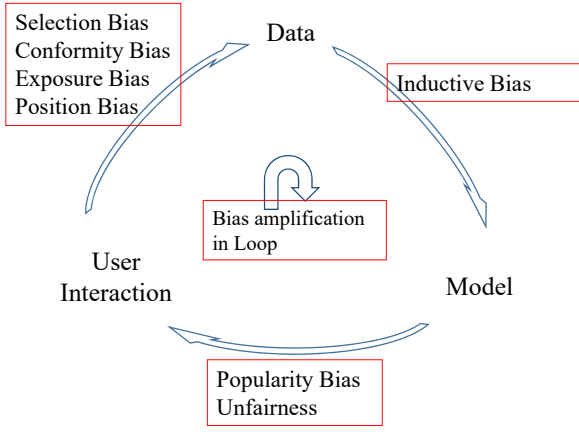 Selection Bias
Conformity Bias
Exposure Bias
Position Bias
Data
Inductive Bias
Bias amplification
in Loop
User
Interaction
Model
Popularity Bias
Unfairness